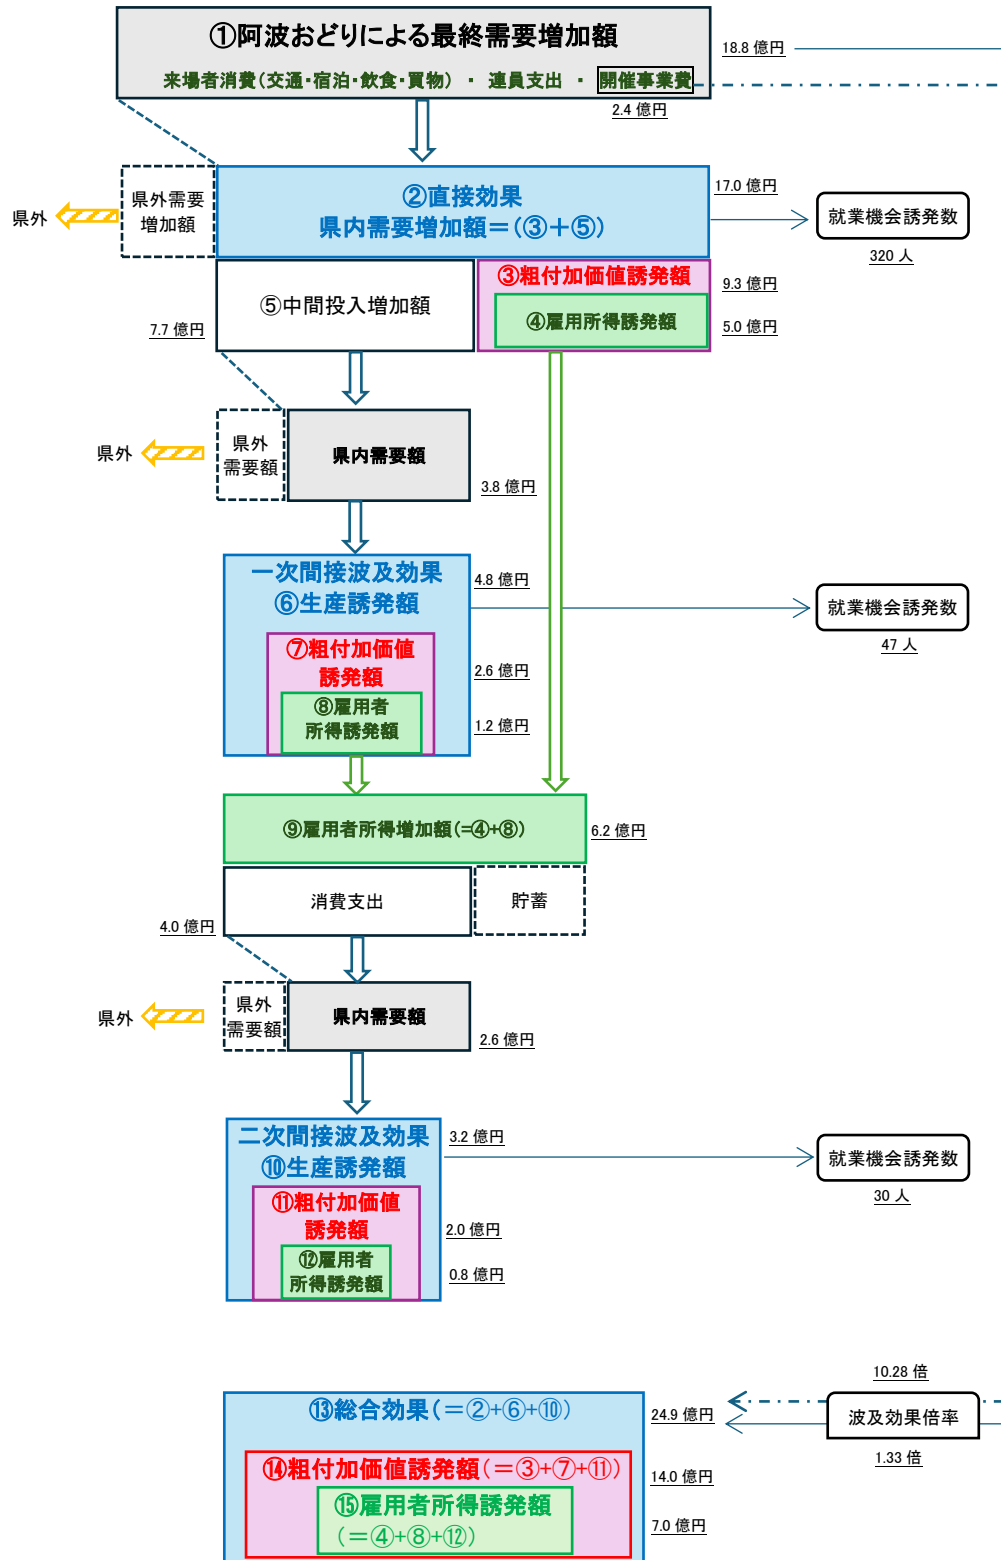 ①阿波おどりによる最終需要増加額
18.8 億円
来場者消費(交通・宿泊・飲食・買物) ・ 連員支出 ・ 開催事業費
2.4 億円
県外
県外需要
増加額
②直接効果
県内需要増加額=(③+⑤)
17.0 億円
就業機会誘発数
320 人
⑤中間投入増加額
7.7 億円
③粗付加価値誘発額
9.3 億円
④雇用所得誘発額
5.0 億円
県外
県外
需要額
県内需要額
3.8 億円
一次間接波及効果
⑥生産誘発額
4.8 億円
就業機会誘発数
47 人
⑦粗付加価値
誘発額
2.6 億円
⑧雇用者
所得誘発額
1.2 億円
⑨雇用者所得増加額(=④+⑧)
6.2 億円
消費支出
貯蓄
4.0 億円
県外
県外
需要額
県内需要額
2.6 億円
二次間接波及効果
⑩生産誘発額
3.2 億円
就業機会誘発数
30 人
⑪粗付加価値
誘発額
2.0 億円
⑫雇用者
所得誘発額
0.8 億円
⑬総合効果(=②+⑥+⑩)
24.9 億円
10.28 倍
波及効果倍率
1.33 倍
⑭粗付加価値誘発額(=③+⑦+⑪)
14.0 億円
⑮雇用者所得誘発額
(=④+⑧+⑫)
7.0 億円